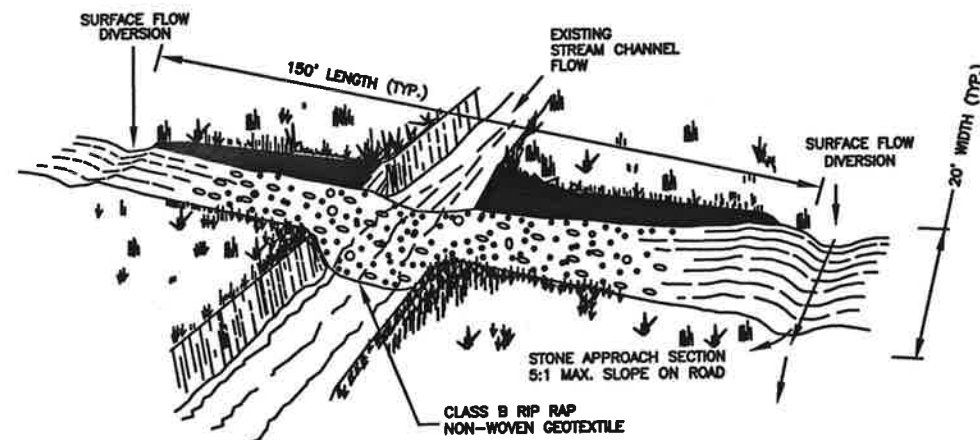 SURFACE FLOW
DIVERSION
EXISTING
STREAM CHANNEL
FLOW
150' LENGTH (TYP.)
SURFACE FLOW
DIVERSION
20' WIDTH (TYP.)
STONE APPROACH SECTION
5:1 MAX. SLOPE ON ROAD
CLASS B RIP RAP
NON-WOVEN GEOTEXTILE